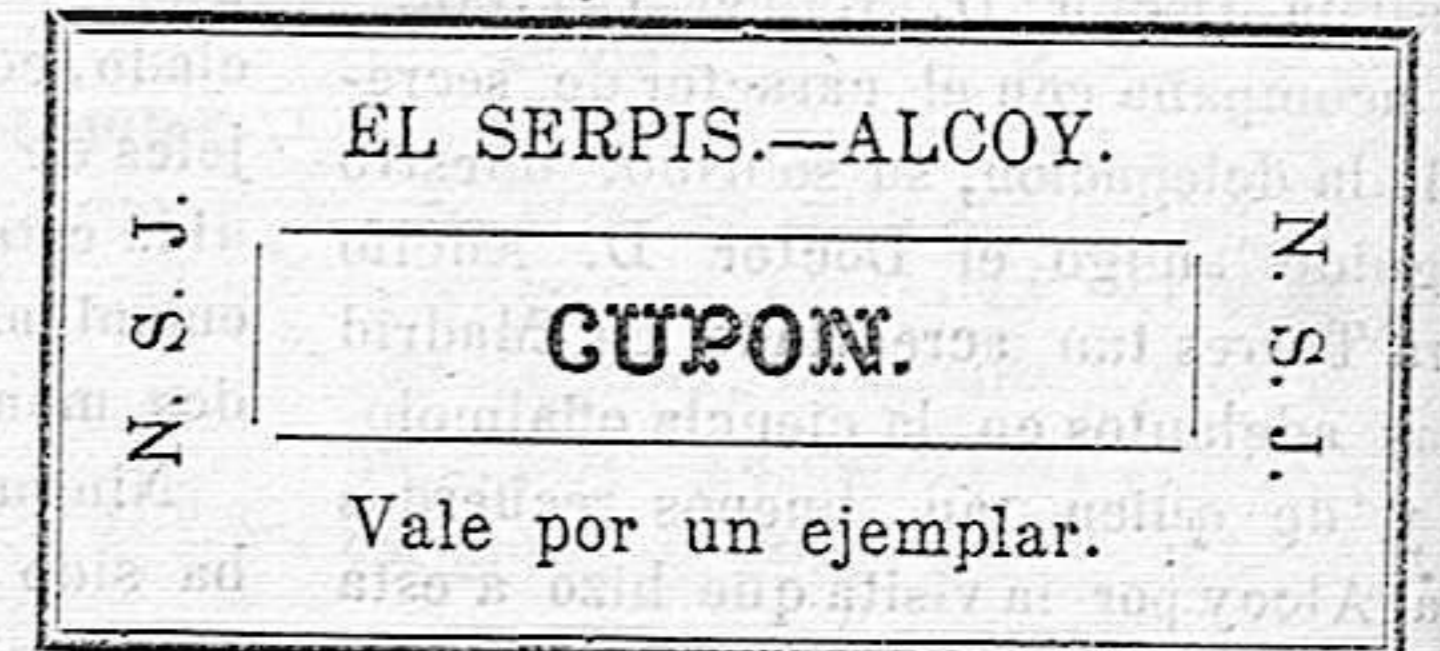 EL SERPIS.—ALCOY.
N. S. J.
CUPON.
N. S. J.
Vale por un ejemplar.